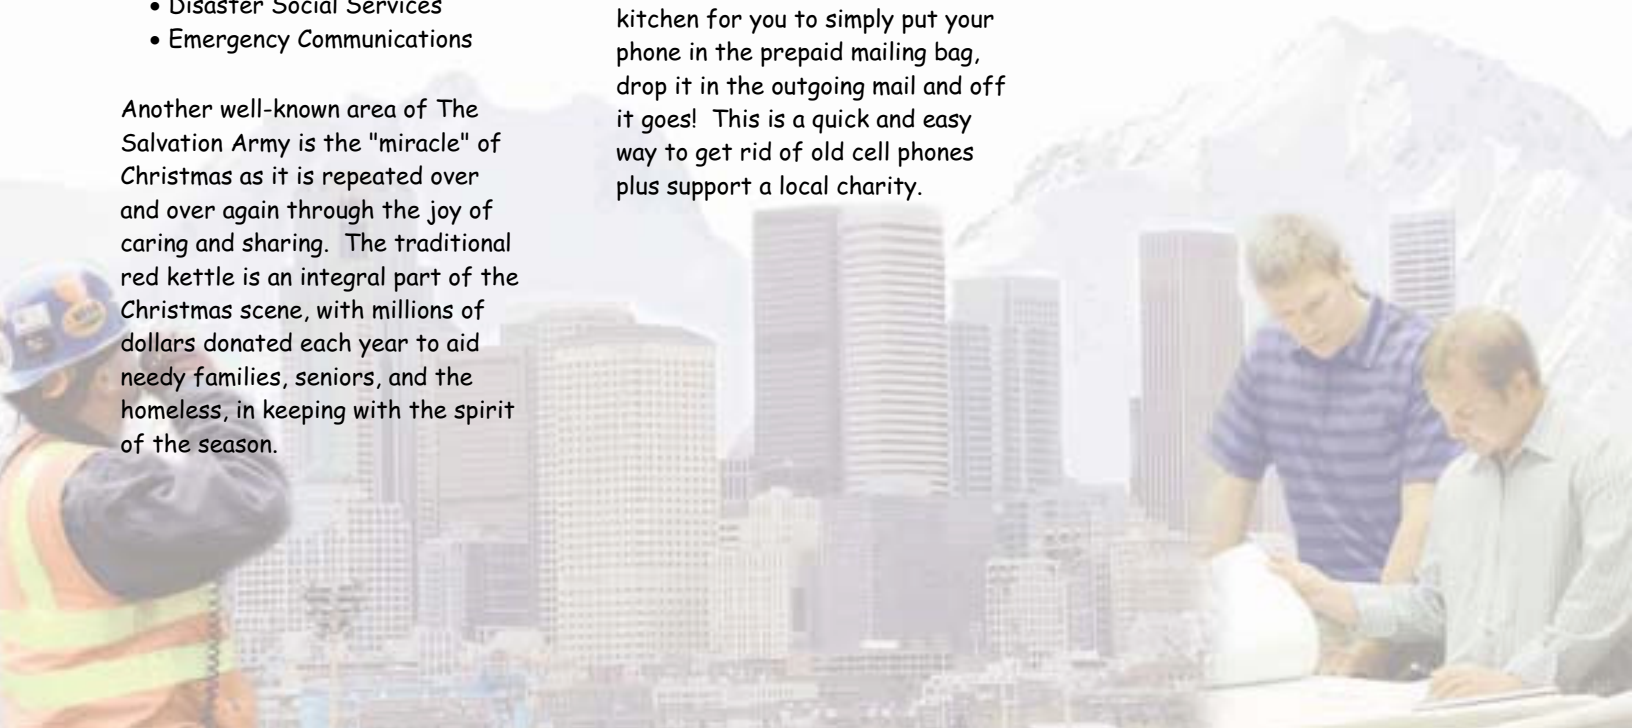 • Disaster Social Services
• Emergency Communications
Another well-known area of The
Salvation Army is the "miracle" of
Christmas as it is repeated over
and over again through the joy of
caring and sharing.  The traditional
red kettle is an integral part of the
Christmas scene, with millions of
dollars donated each year to aid
needy families, seniors, and the
homeless, in keeping with the spirit
of the season.
kitchen for you to simply put your
phone in the prepaid mailing bag,
drop it in the outgoing mail and off
it goes!  This is a quick and easy
way to get rid of old cell phones
plus support a local charity.